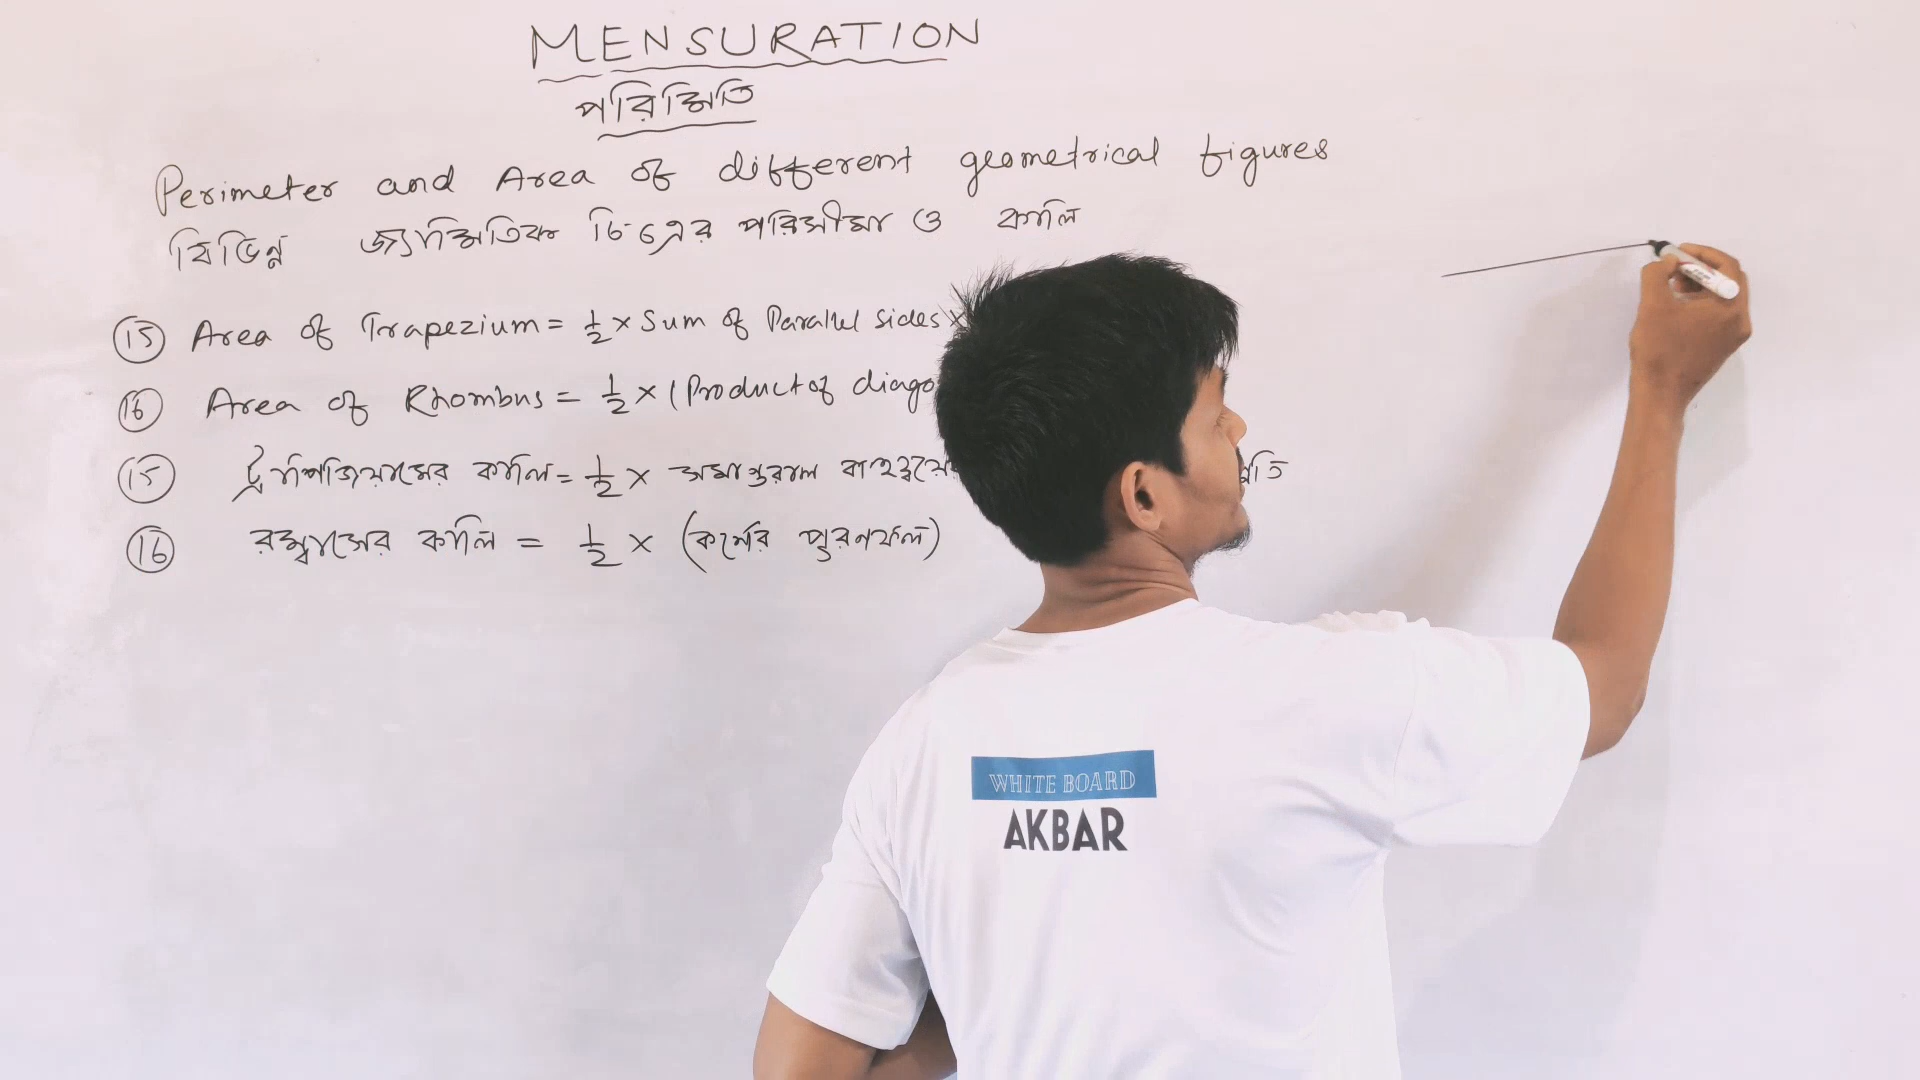 MENSURATION
পরিমিতি
Perimeter and Area of different geometrical figures
বিভিন্ন জ্যামিতিক চিত্রের পরিসীমা ও কালি
(15) Area of Trapezium = 1/2 × Sum of Parallel sides ×
(16) Area of Rhombus = 1/2 × (Product of diago
(15) ট্রাপিজিয়ামের কালি = 1/2 × সমান্তরাল বাহুদ্বয়ের
(16) রম্বাসের কালি = 1/2 × (কর্ণের পুরণফল)
WHITE BOARD
AKBAR